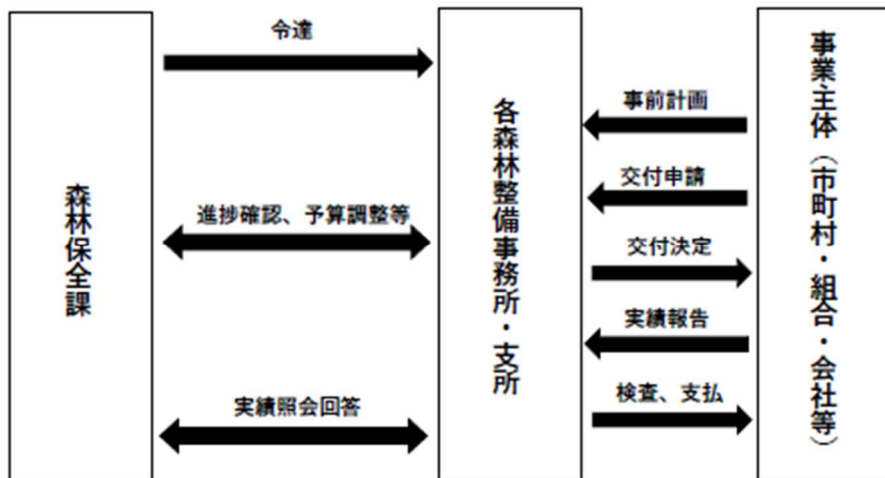 森林保全課
令達
進捗確認、予算調整等
実績照会回答
各森林整備事務所・支所
事前計画
交付申請
交付決定
実績報告
検査、支払
事業主体（市町村・組合・会社等）